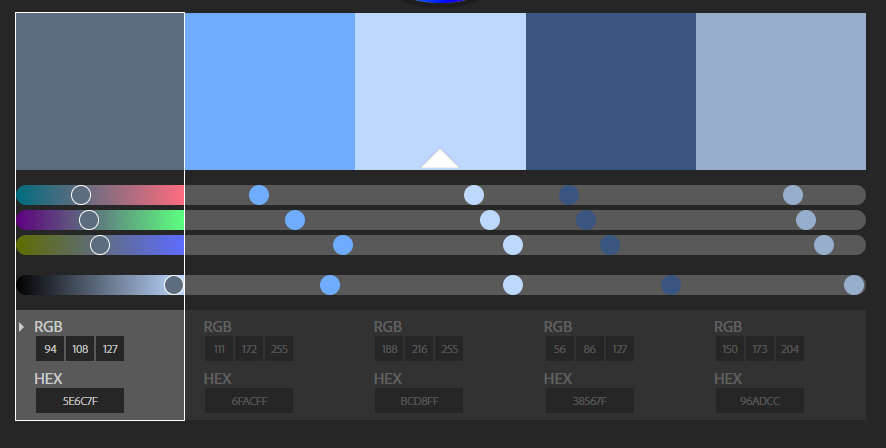 RGB RGB RGB RGB RGB
94 108 127 111 172 255 188 216 255 56 86 127 150 173 204
HEX HEX HEX HEX HEX
5E6C7F 6FACFF BCD8FF 38567F 96ADCC